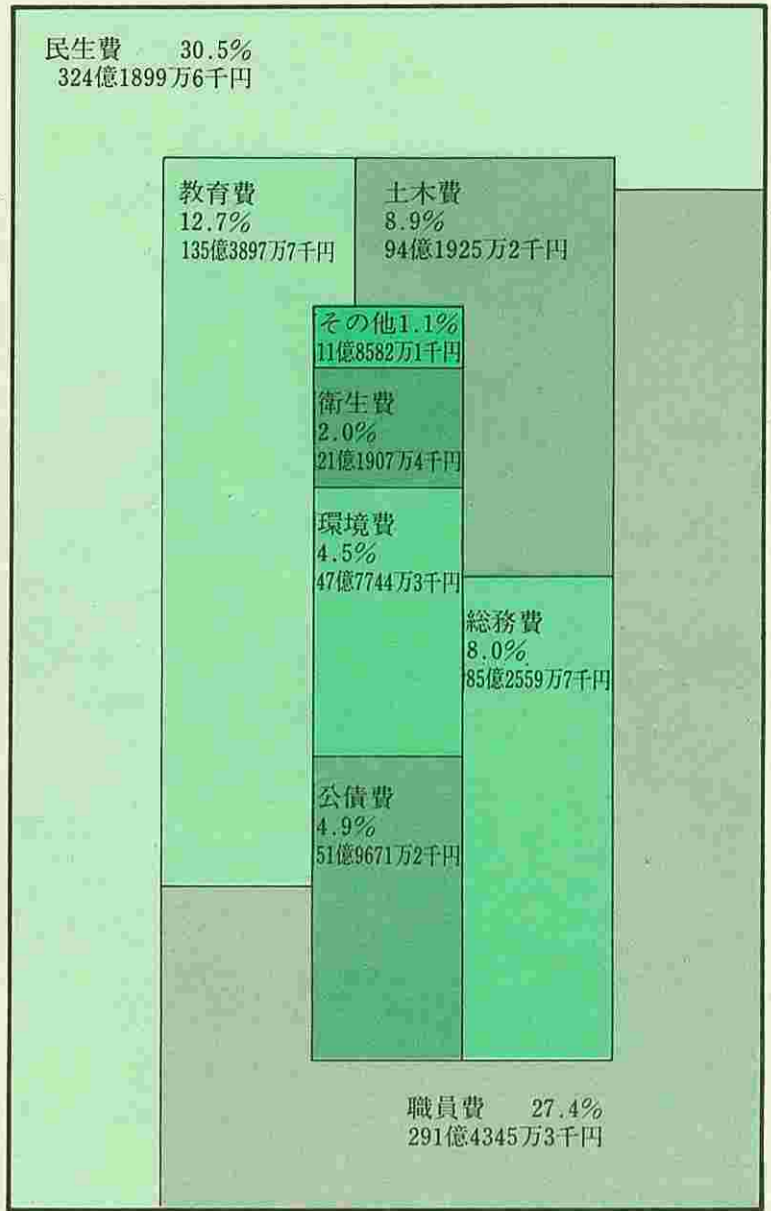 民生費 30.5%
324億1899万6千円
教育費
12.7%
135億3897万7千円
土木費
8.9%
94億1925万2千円
その他1.1%
11億8582万1千円
衛生費
2.0%
21億1907万4千円
環境費
4.5%
47億7744万3千円
総務費
8.0%
85億2559万7千円
公債費
4.9%
51億9671万2千円
職員費 27.4%
291億4345万3千円